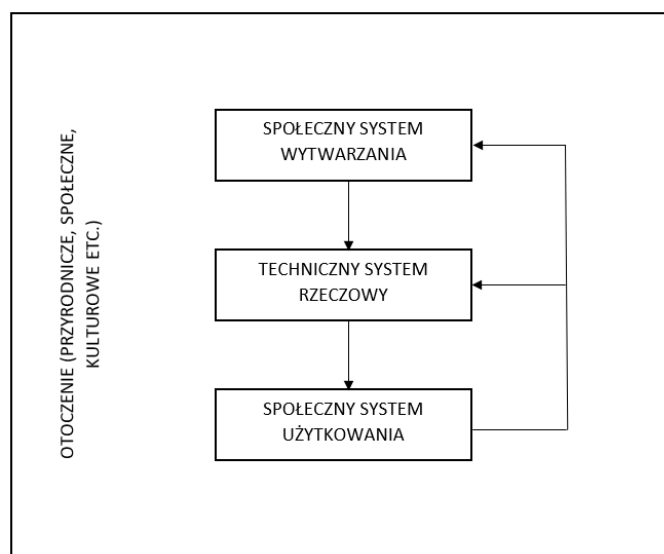 OTOCZENIE (PRZYRODNICZE, SPOŁECZNE,
KULTUROWE ETC.)
SPOŁECZNY SYSTEM
WYTWARZANIA
TECHNICZNY SYSTEM
RZECZOWY
SPOŁECZNY SYSTEM
UŻYTKOWANIA